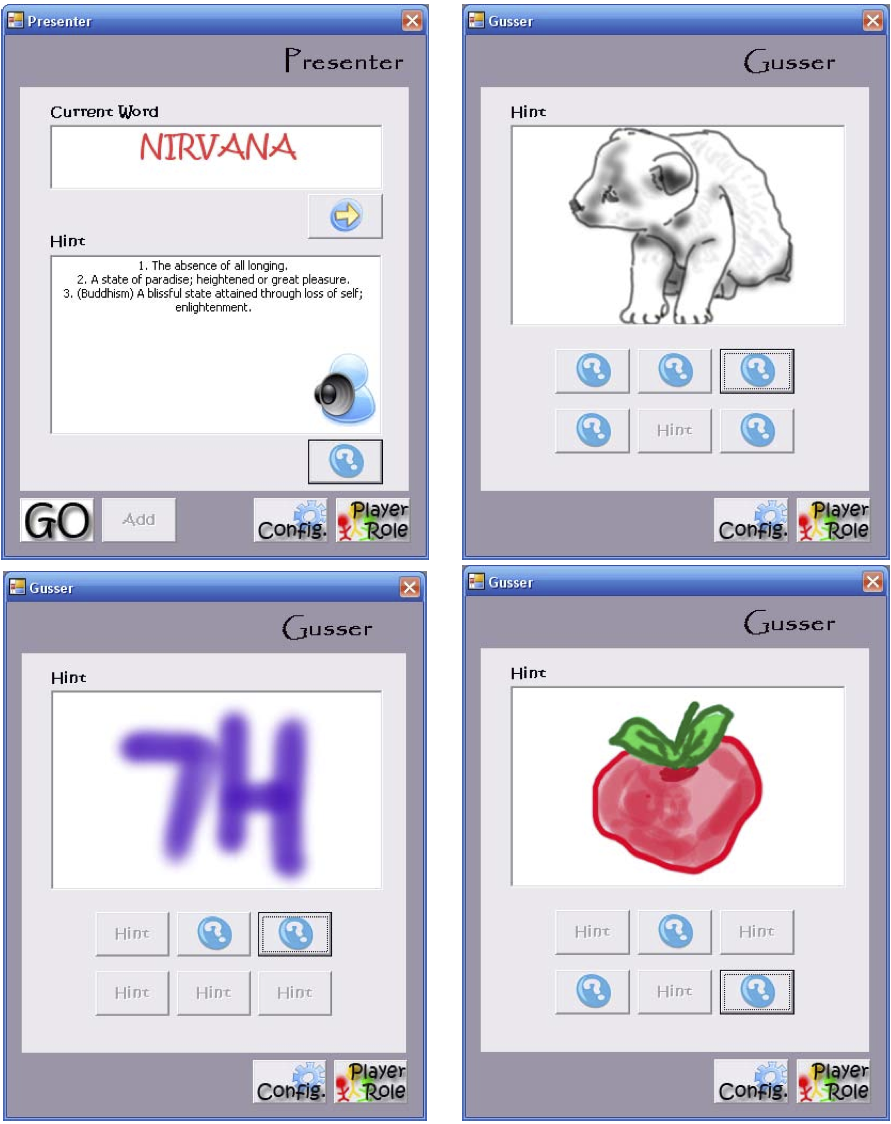 Presenter
Presenter
Current Word
NIRVANA
Hint
1. The absence of all longing.
2. A state of paradise; heightened or great pleasure.
3. (Buddhism) A blissful state attained through loss of self;
enlightenment.
GO
Add
Config.
Player
Role
Gusser
Gusser
Hint
Hint
Config.
Player
Role
Gusser
Gusser
Hint
7H
Hint
Hint
Hint
Hint
Config.
Player
Role
Gusser
Gusser
Hint
Hint
Hint
Hint
Config.
Player
Role